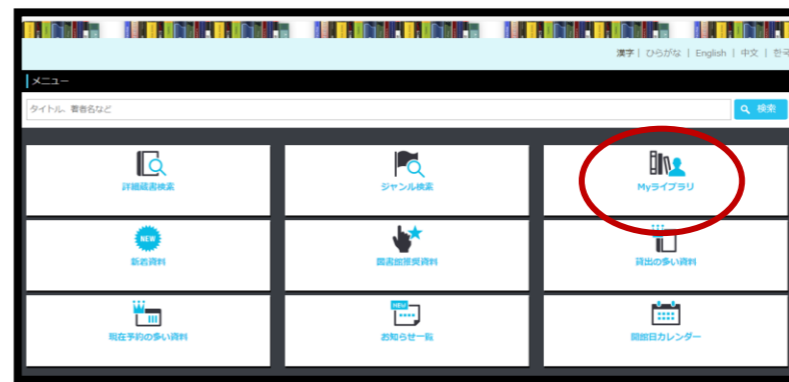 漢字 | ひらがな | English | 中文 | 한국
メニュー
タイトル、著者名など
検索
詳細蔵書検索
ジャンル検索
Myライブラリ
NEW
新着資料
図書館推奨資料
貸出の多い資料
現在予約の多い資料
NEW
お知らせ一覧
開館日カレンダー